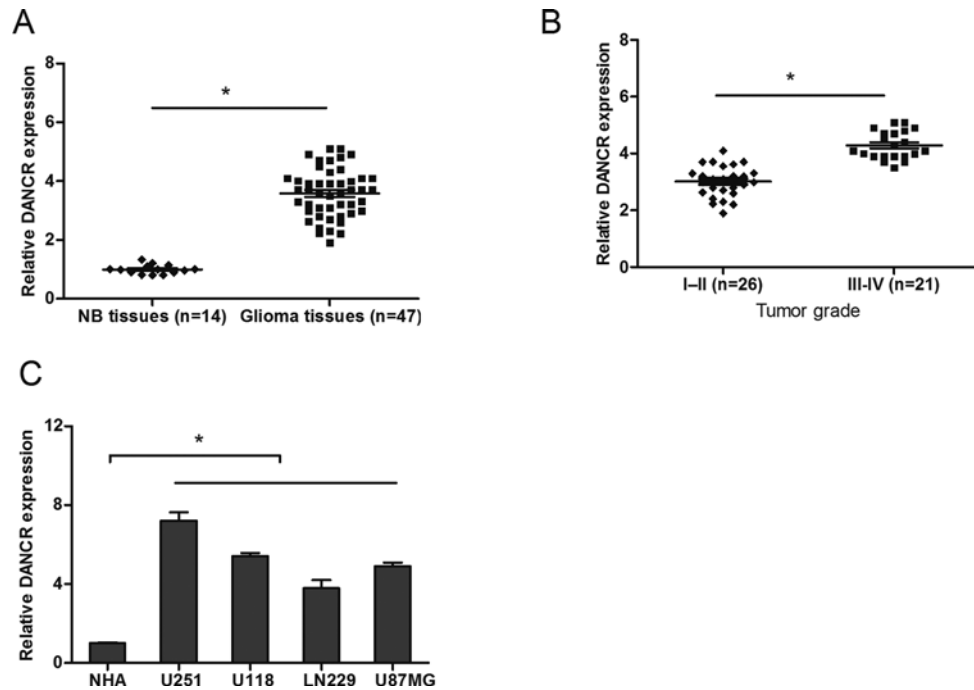 A
Relative DANCR expression
8
6
4
2
0
*
NB tissues (n=14)
Glioma tissues (n=47)
B
Relative DANCR expression
8
6
4
2
0
*
I–II (n=26)
III-IV (n=21)
Tumor grade
C
Relative DANCR expression
12
8
4
0
*
NHA
U251
U118
LN229
U87MG